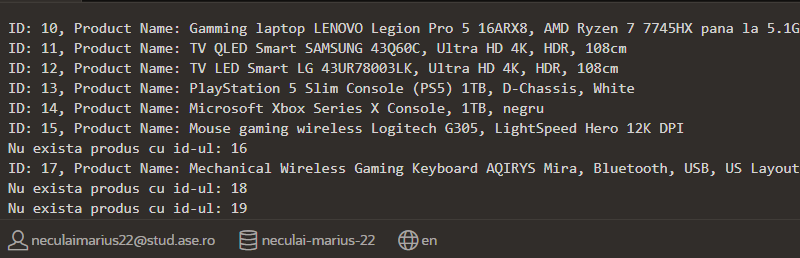 ID: 10, Product Name: Gamming laptop LENOVO Legion Pro 5 16ARX8, AMD Ryzen 7 7745HX pana la 5.1G
ID: 11, Product Name: TV QLED Smart SAMSUNG 43Q60C, Ultra HD 4K, HDR, 108cm
ID: 12, Product Name: TV LED Smart LG 43UR78003LK, Ultra HD 4K, HDR, 108cm
ID: 13, Product Name: PlayStation 5 Slim Console (PS5) 1TB, D-Chassis, White
ID: 14, Product Name: Microsoft Xbox Series X Console, 1TB, negru
ID: 15, Product Name: Mouse gaming wireless Logitech G305, LightSpeed Hero 12K DPI
Nu exista produs cu id-ul: 16
ID: 17, Product Name: Mechanical Wireless Gaming Keyboard AQIRYS Mira, Bluetooth, USB, US Layout
Nu exista produs cu id-ul: 18
Nu exista produs cu id-ul: 19
neculaimarius22@stud.ase.ro neculai-marius-22 en